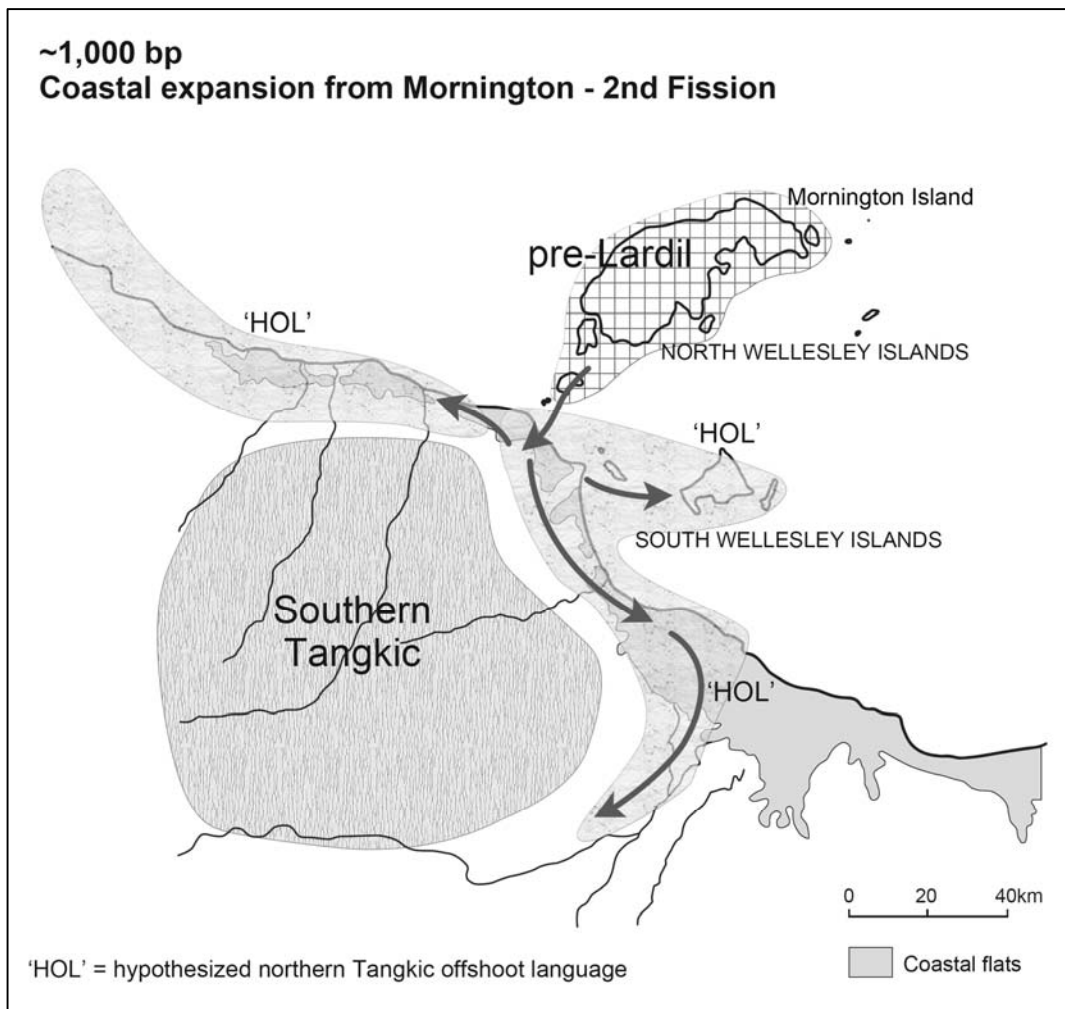 ~1,000 bp
Coastal expansion from Mornington - 2nd Fission
Mornington Island
pre-Lardil
'HOL'
NORTH WELLESLEY ISLANDS
'HOL'
SOUTH WELLESLEY ISLANDS
Southern
Tangkic
'HOL'
0 20 40km
'HOL' = hypothesized northern Tangkic offshoot language
Coastal flats